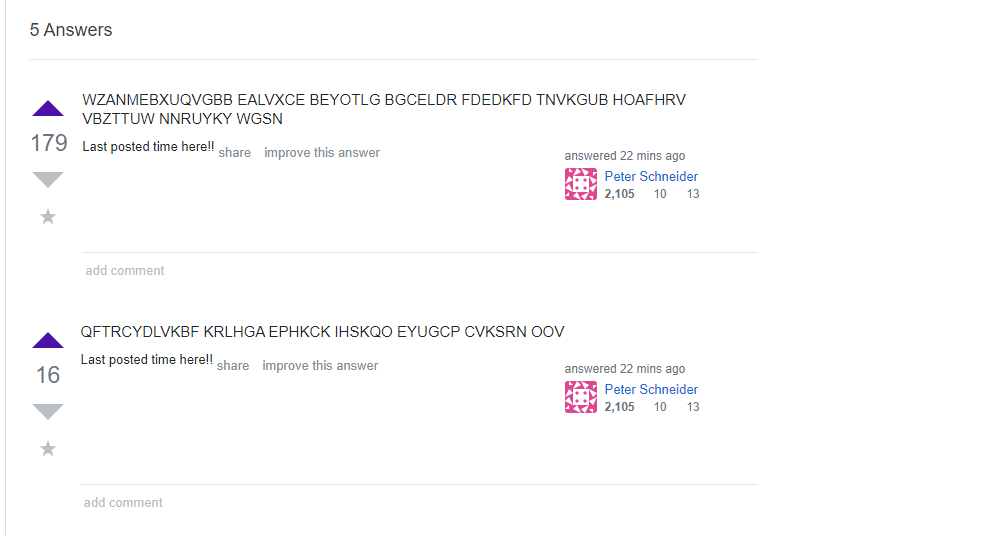 5 Answers
WZANMEBXUQVGBB EALVXCE BEYOTLG BGCELDR FDEDKFD TNVKGUB HOAFHRV
VBZTTUW NNRUYKY WGSN
179
Last posted time here!! share improve this answer
answered 22 mins ago
Peter Schneider
2,105 10 13
add comment
QFTRCYDLVKBF KRLHGA EPHKCK IHSKQO EYUGCP CVKSRN OOV
16
Last posted time here!! share improve this answer
answered 22 mins ago
Peter Schneider
2,105 10 13
add comment